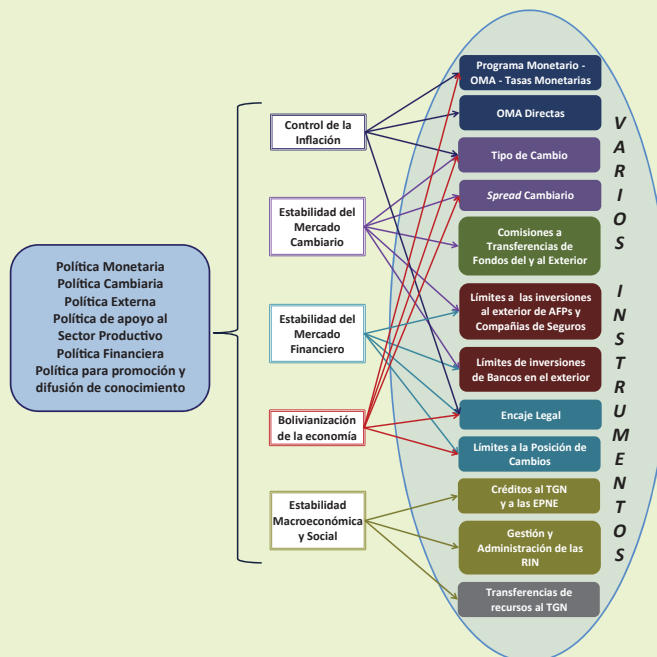 Política Monetaria
Política Cambiaria
Política Externa
Política de apoyo al
Sector Productivo
Política Financiera
Política para promoción y
difusión de conocimiento
Control de la
Inflación
Estabilidad del
Mercado
Cambiario
Estabilidad del
Mercado
Financiero
Bolivianización
de la economía
Estabilidad
Macroeconómica
y Social
Programa Monetario -
OMA - Tasas Monetarias
OMA Directas
Tipo de Cambio
Spread Cambiario
Comisiones a
Transferencias de
Fondos del y al Exterior
Límites a las inversiones
al exterior de AFPs y
Compañias de Seguros
Límites de inversiones
de Bancos en el exterior
Encaje Legal
Límites a la Posición de
Cambios
Créditos al TGN
y a las EPNE
Gestión y
Administración de las
RIN
Transferencias de
recursos al TGN
VARIOS INSTRUMENTOS